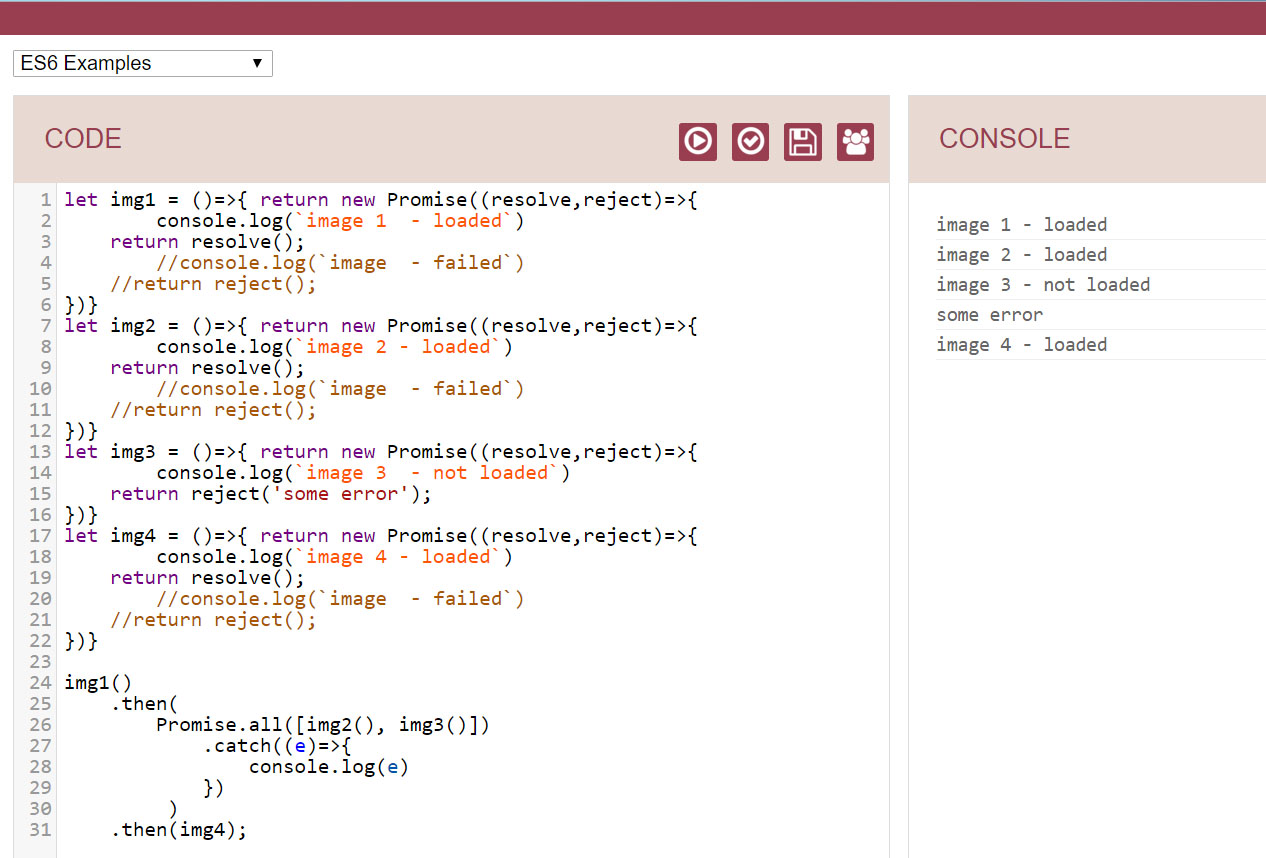 ES6 Examples ▼
CODE
1 let img1 = ()=>{ return new Promise((resolve,reject)=>{
2         console.log(`image 1  - loaded`)
3     return resolve();
4         //console.log(`image  - failed`)
5     //return reject();
6 })}
7 let img2 = ()=>{ return new Promise((resolve,reject)=>{
8         console.log(`image 2 - loaded`)
9     return resolve();
10         //console.log(`image  - failed`)
11     //return reject();
12 })}
13 let img3 = ()=>{ return new Promise((resolve,reject)=>{
14         console.log(`image 3  - not loaded`)
15     return reject('some error');
16 })}
17 let img4 = ()=>{ return new Promise((resolve,reject)=>{
18         console.log(`image 4 - loaded`)
19     return resolve();
20         //console.log(`image  - failed`)
21     //return reject();
22 })}
23
24 img1()
25     .then(
26         Promise.all([img2(), img3()])
27             .catch((e)=>{
28                 console.log(e)
29             })
30          )
31     .then(img4);
CONSOLE
image 1 - loaded
image 2 - loaded
image 3 - not loaded
some error
image 4 - loaded